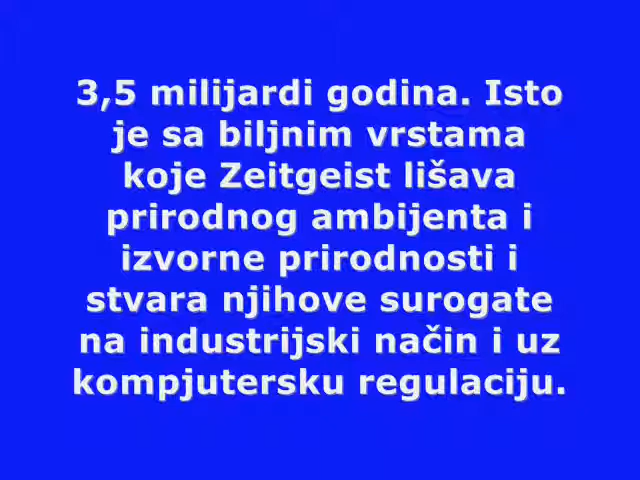 3,5 milijardi godina. Isto
je sa biljnim vrstama
koje Zeitgeist lišava
prirodnog ambijenta i
izvorne prirodnosti i
stvara njihove surogate
na industrijski način i uz
kompjutersku regulaciju.